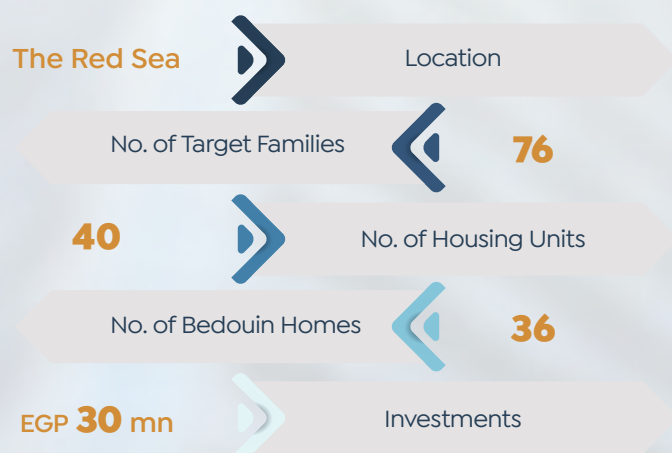 The Red Sea Location
No. of Target Families 76
40 No. of Housing Units
No. of Bedouin Homes 36
EGP 30 mn Investments